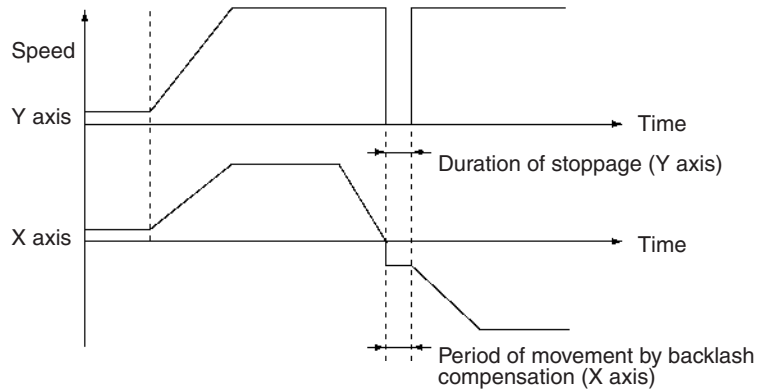 Speed
Y axis
Time
Duration of stoppage (Y axis)
X axis
Time
Period of movement by backlash
compensation (X axis)